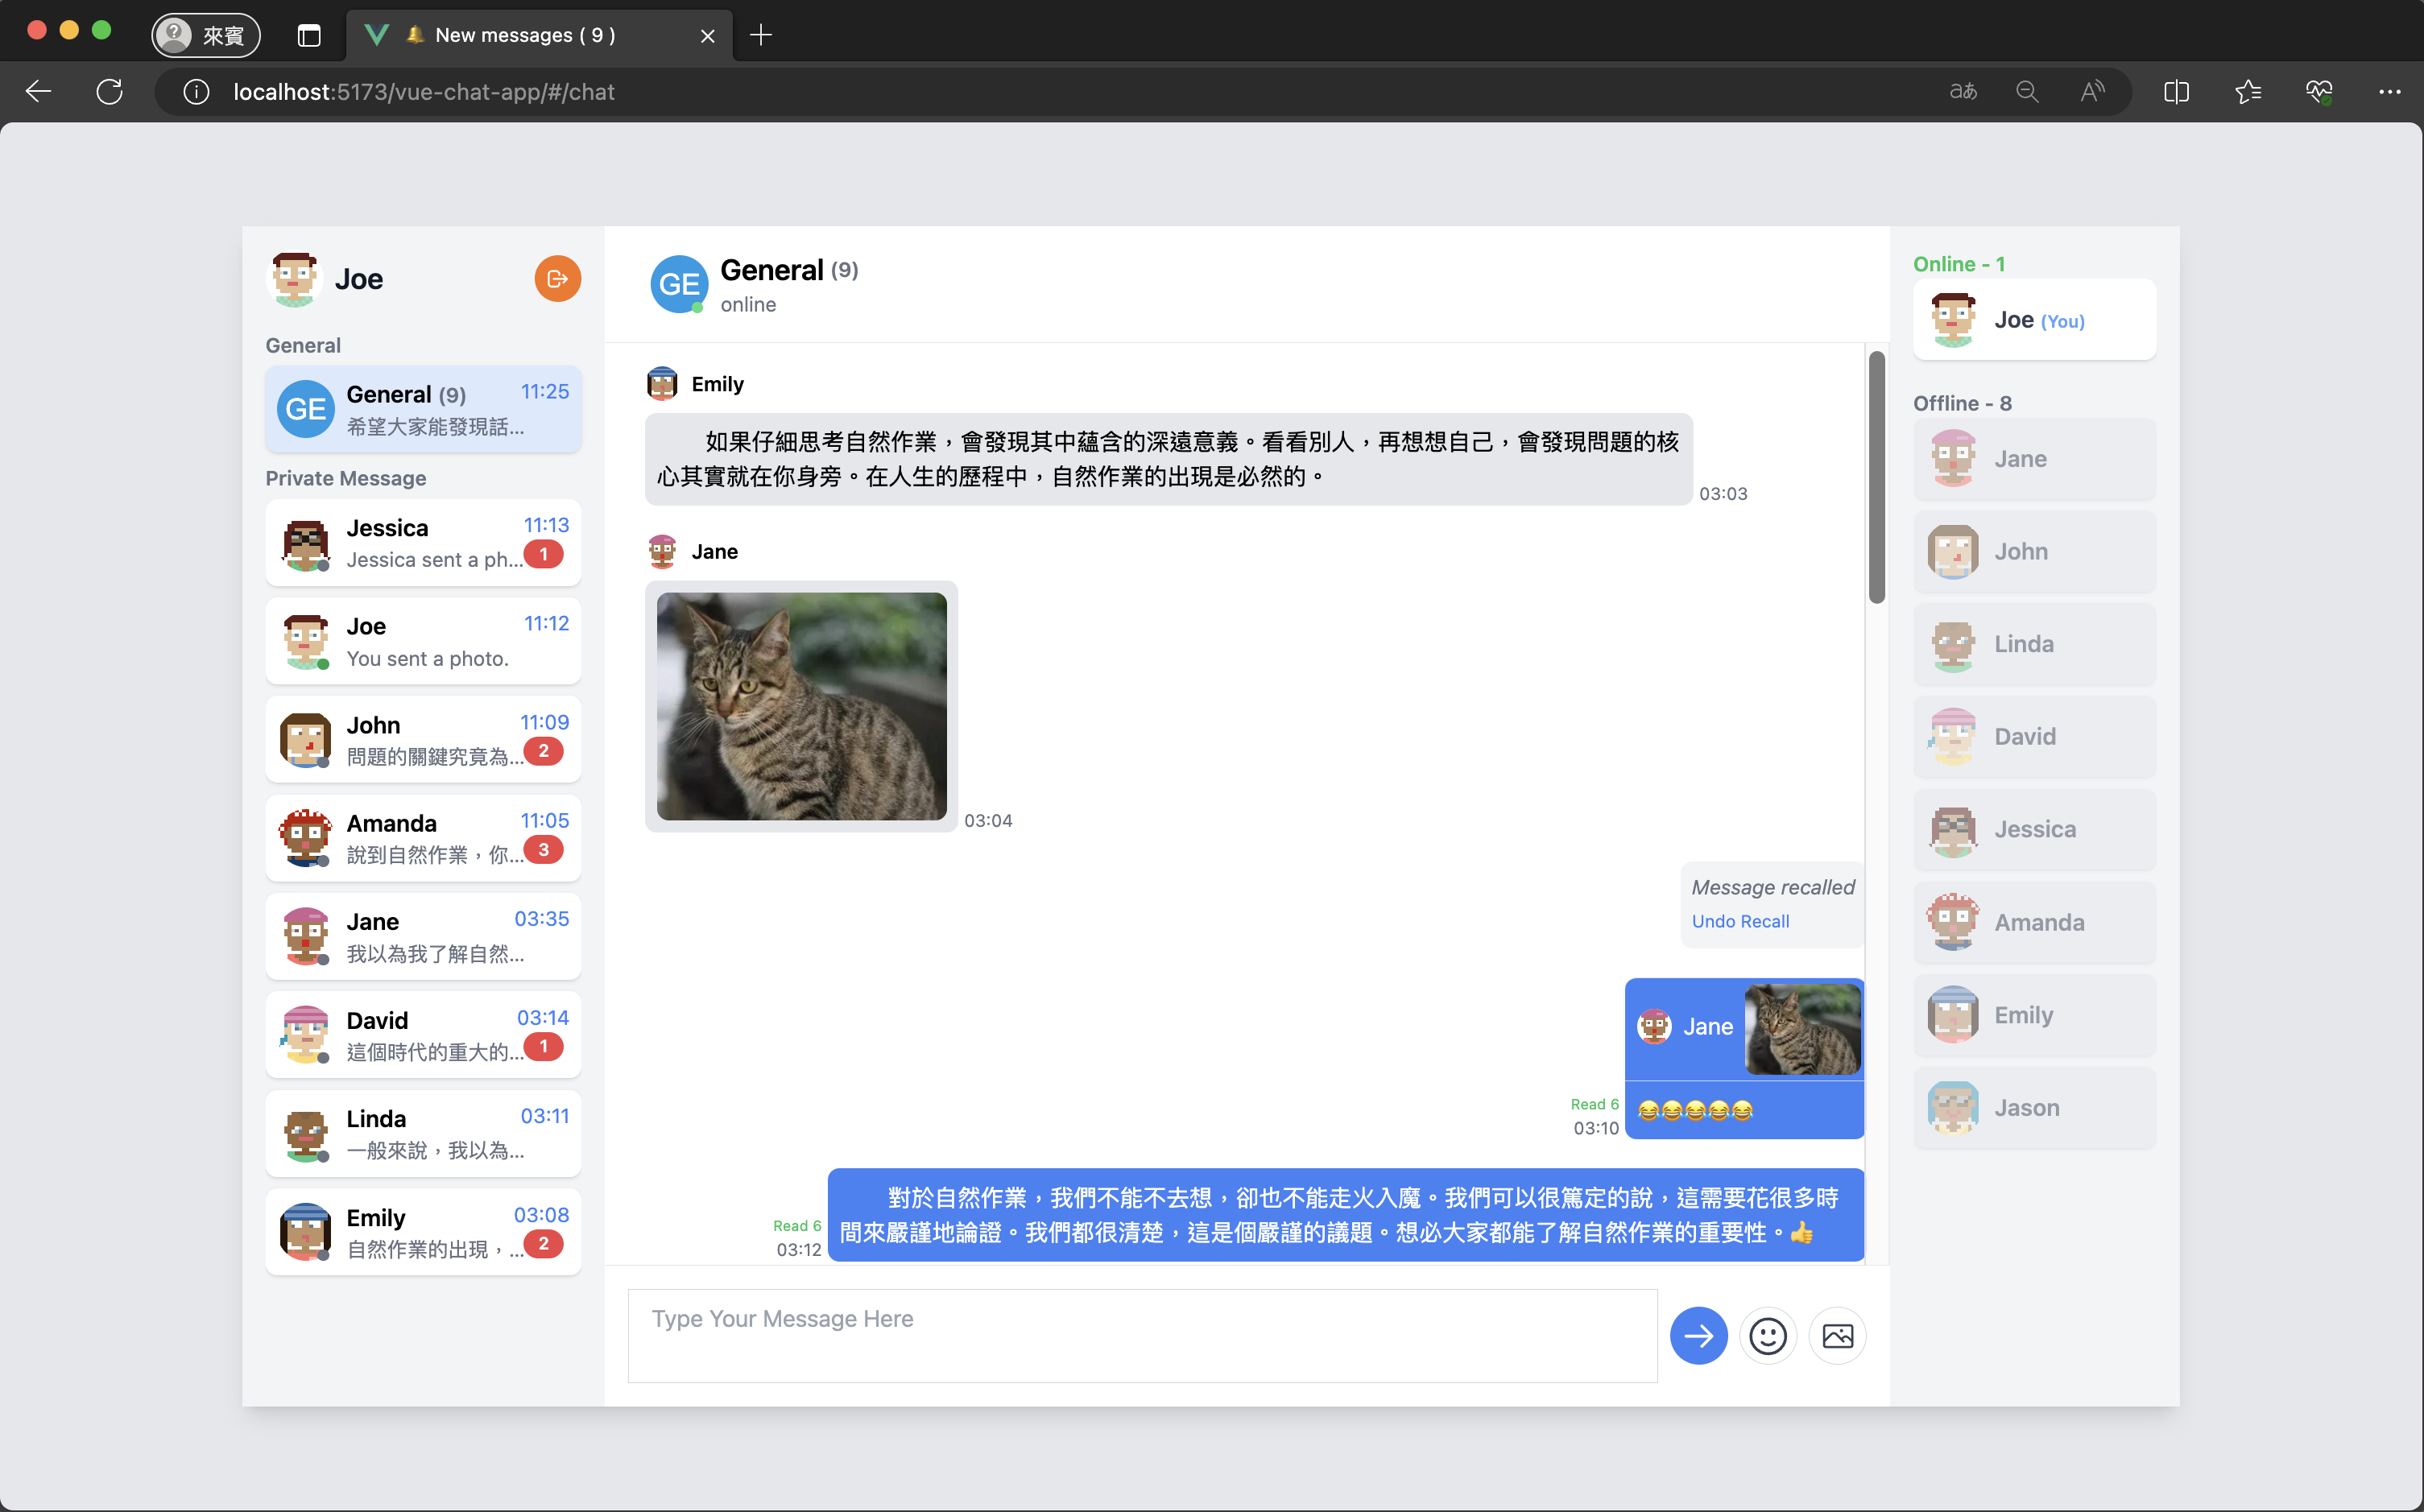 來賓
New messages ( 9 )
localhost:5173/vue-chat-app/#/chat
aあ
Joe
General
GE
General (9)
11:25
希望大家能發現話...
Private Message
Jessica
11:13
Jessica sent a ph...
1
Joe
11:12
You sent a photo.
John
11:09
問題的關鍵究竟為...
2
Amanda
11:05
說到自然作業，你...
3
Jane
03:35
我以為我了解自然...
David
03:14
這個時代的重大的...
1
Linda
03:11
一般來說，我以為...
Emily
03:08
自然作業的出現，...
2
GE
General (9)
online
Emily
如果仔細思考自然作業，會發現其中蘊含的深遠意義。看看別人，再想想自己，會發現問題的核
心其實就在你身旁。在人生的歷程中，自然作業的出現是必然的。
03:03
Jane
03:04
Message recalled
Undo Recall
Jane
😂😂😂😂😂
Read 6
03:10
對於自然作業，我們不能不去想，卻也不能走火入魔。我們可以很篤定的說，這需要花很多時
間來嚴謹地論證。我們都很清楚，這是個嚴謹的議題。想必大家都能了解自然作業的重要性。👍
Read 6
03:12
Type Your Message Here
Online - 1
Joe (You)
Offline - 8
Jane
John
Linda
David
Jessica
Amanda
Emily
Jason